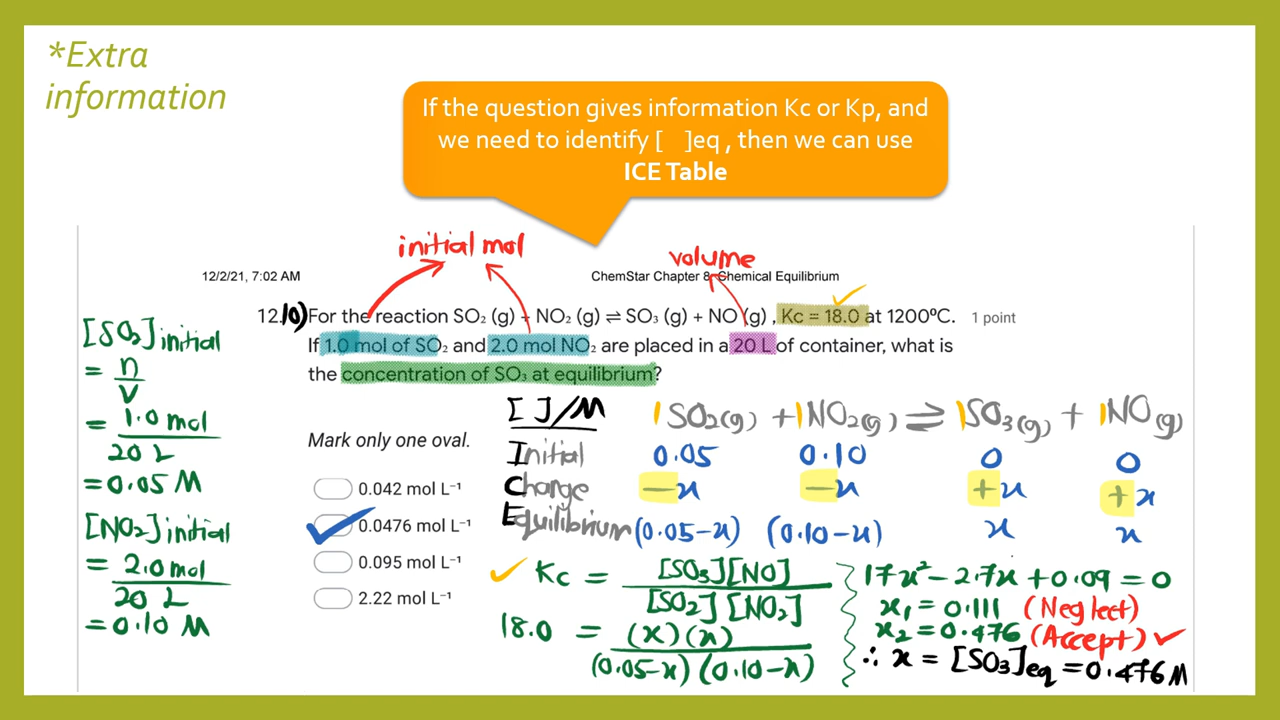 *Extra
information
If the question gives information Kc or Kp, and
we need to identify [ ]eq , then we can use
ICE Table
initial mol
volume
12/2/21, 7:02 AM
ChemStar Chapter 8: Chemical Equilibrium
12. 10) For the reaction SO₂ (g) + NO₂ (g) ⇌ SO₃ (g) + NO (g) , Kc = 18.0 at 1200ºC. 1 point
If 1.0 mol of SO₂ and 2.0 mol NO₂ are placed in a 20 L of container, what is
the concentration of SO₃ at equilibrium?
Mark only one oval.
0.042 mol L⁻¹
0.0476 mol L⁻¹
0.095 mol L⁻¹
2.22 mol L⁻¹
[SO₂]initial
= n/V
= 1.0 mol
20 L
= 0.05 M
[NO₂]initial
= 2.0 mol
20 L
= 0.10 M
[ ]/M 1SO₂(g) + 1NO₂(g) ⇌ 1SO₃(g) + 1NO(g)
Initial 0.05 0.10 0 0
Change −x −x +x +x
Equilibrium (0.05-x) (0.10-x) x x
Kc = [SO₃][NO]
[SO₂][NO₂]
18.0 = (x)(x)
(0.05-x)(0.10-x)
17x² − 2.7x + 0.09 = 0
x₁ = 0.111 (Neglect)
x₂ = 0.476 (Accept) ✓
∴ x = [SO₃]eq = 0.476 M